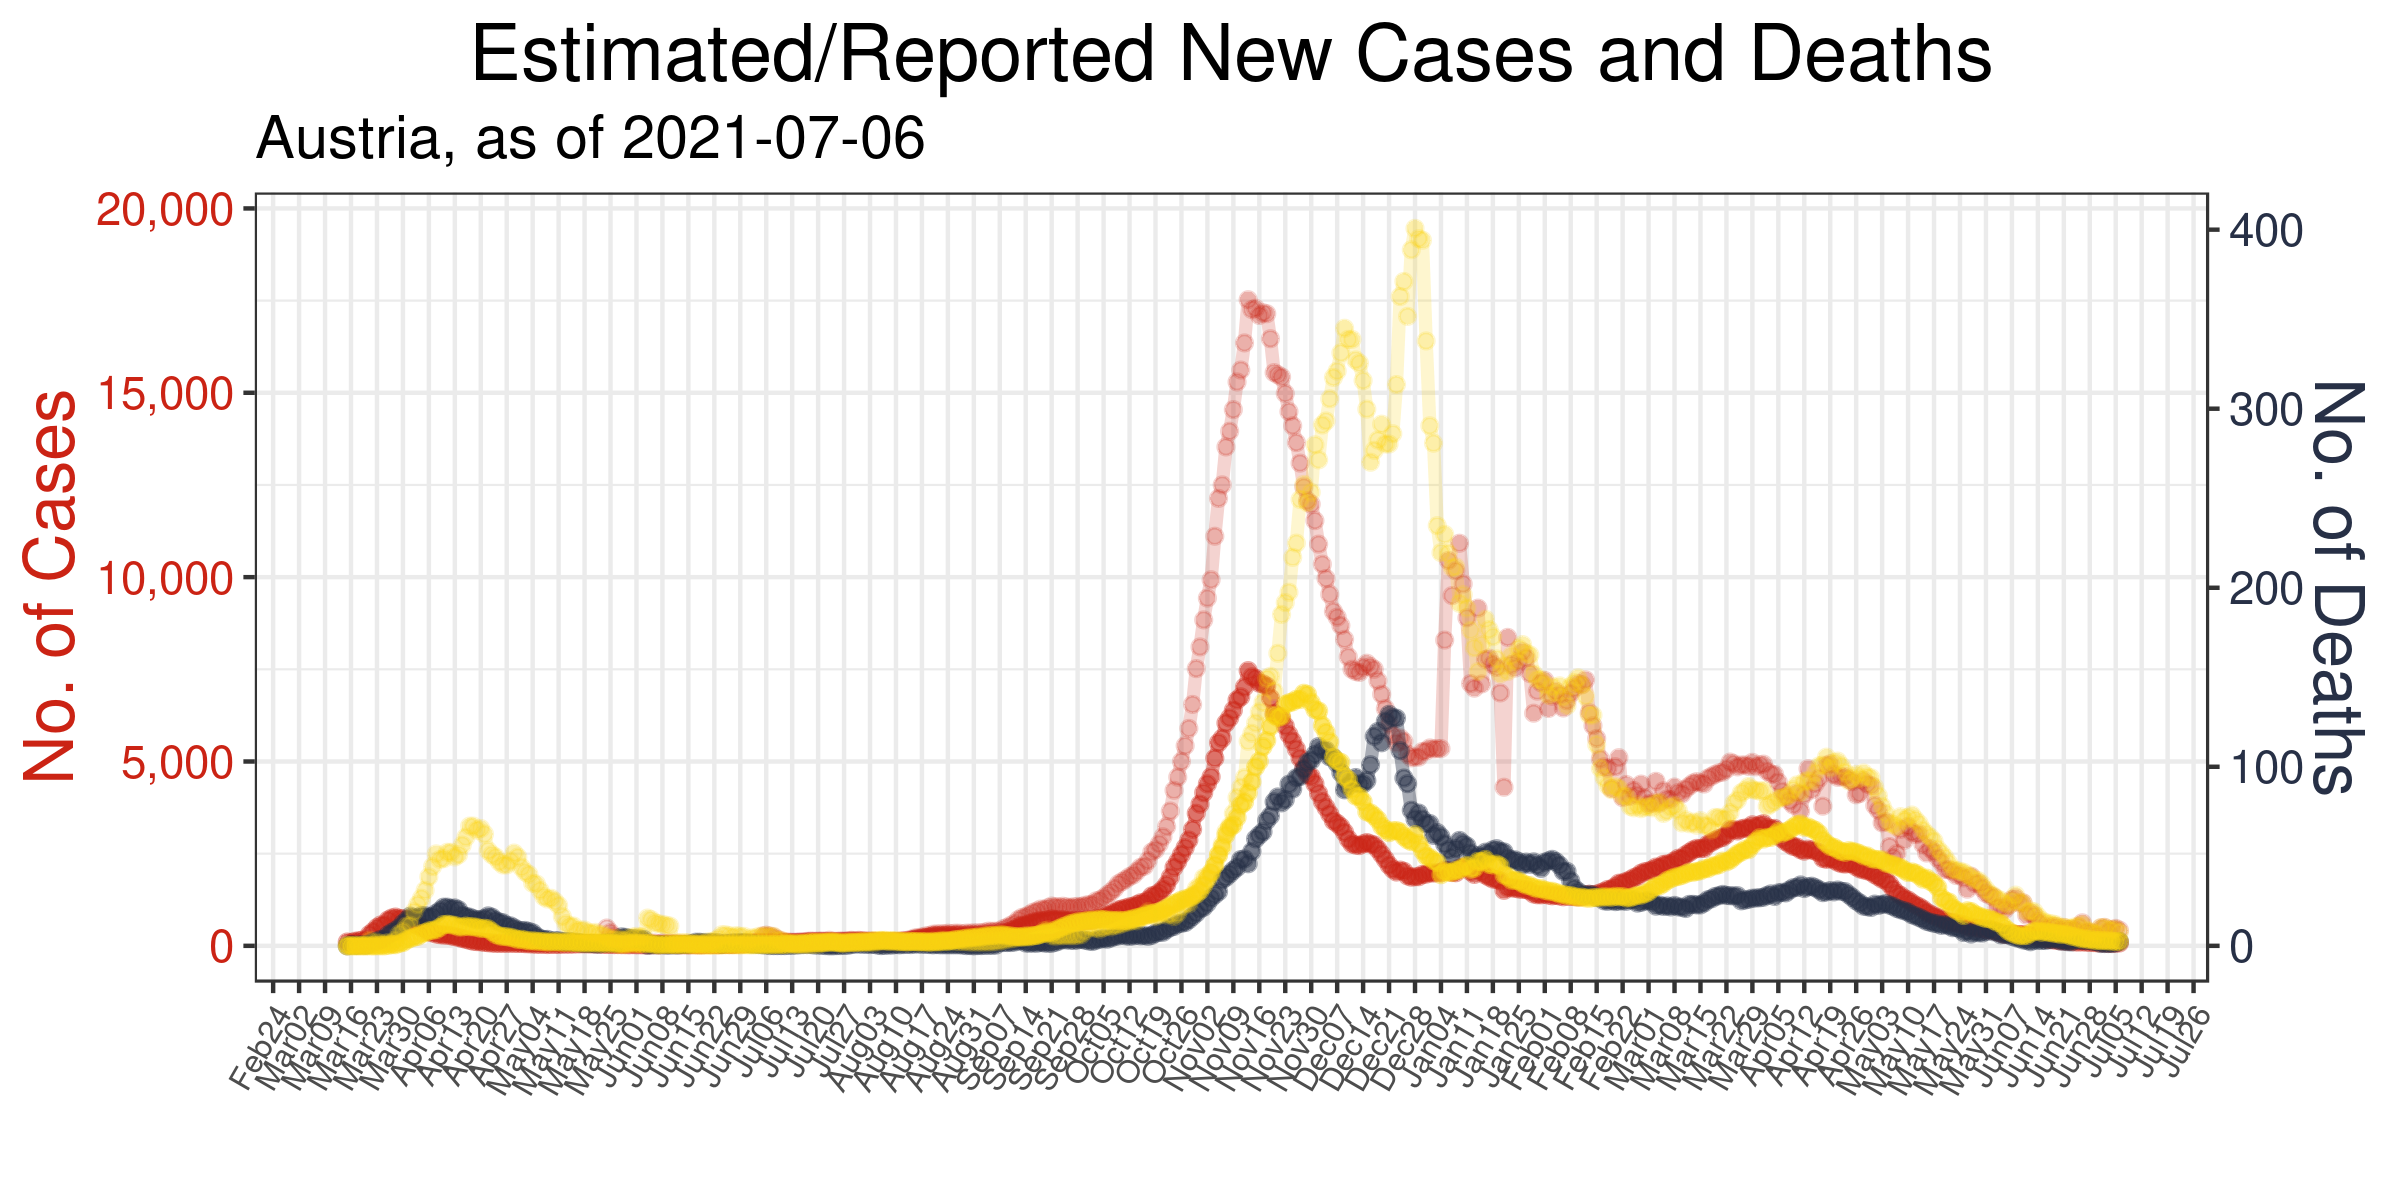 Estimated/Reported New Cases and Deaths
Austria, as of 2021-07-06
No. of Cases
20,000
15,000
10,000
5,000
0
400
300
200
100
0
No. of Deaths
Feb24
Mar02
Mar09
Mar16
Mar23
Mar30
Apr06
Apr13
Apr20
Apr27
May04
May11
May18
May25
Jun01
Jun08
Jun15
Jun22
Jun29
Jul06
Jul13
Jul20
Jul27
Aug03
Aug10
Aug17
Aug24
Aug31
Sep07
Sep14
Sep21
Sep28
Oct05
Oct12
Oct19
Oct26
Nov02
Nov09
Nov16
Nov23
Nov30
Dec07
Dec14
Dec21
Dec28
Jan04
Jan11
Jan18
Jan25
Feb01
Feb08
Feb15
Feb22
Mar01
Mar08
Mar15
Mar22
Mar29
Apr05
Apr12
Apr19
Apr26
May03
May10
May17
May24
May31
Jun07
Jun14
Jun21
Jun28
Jul05
Jul12
Jul19
Jul26